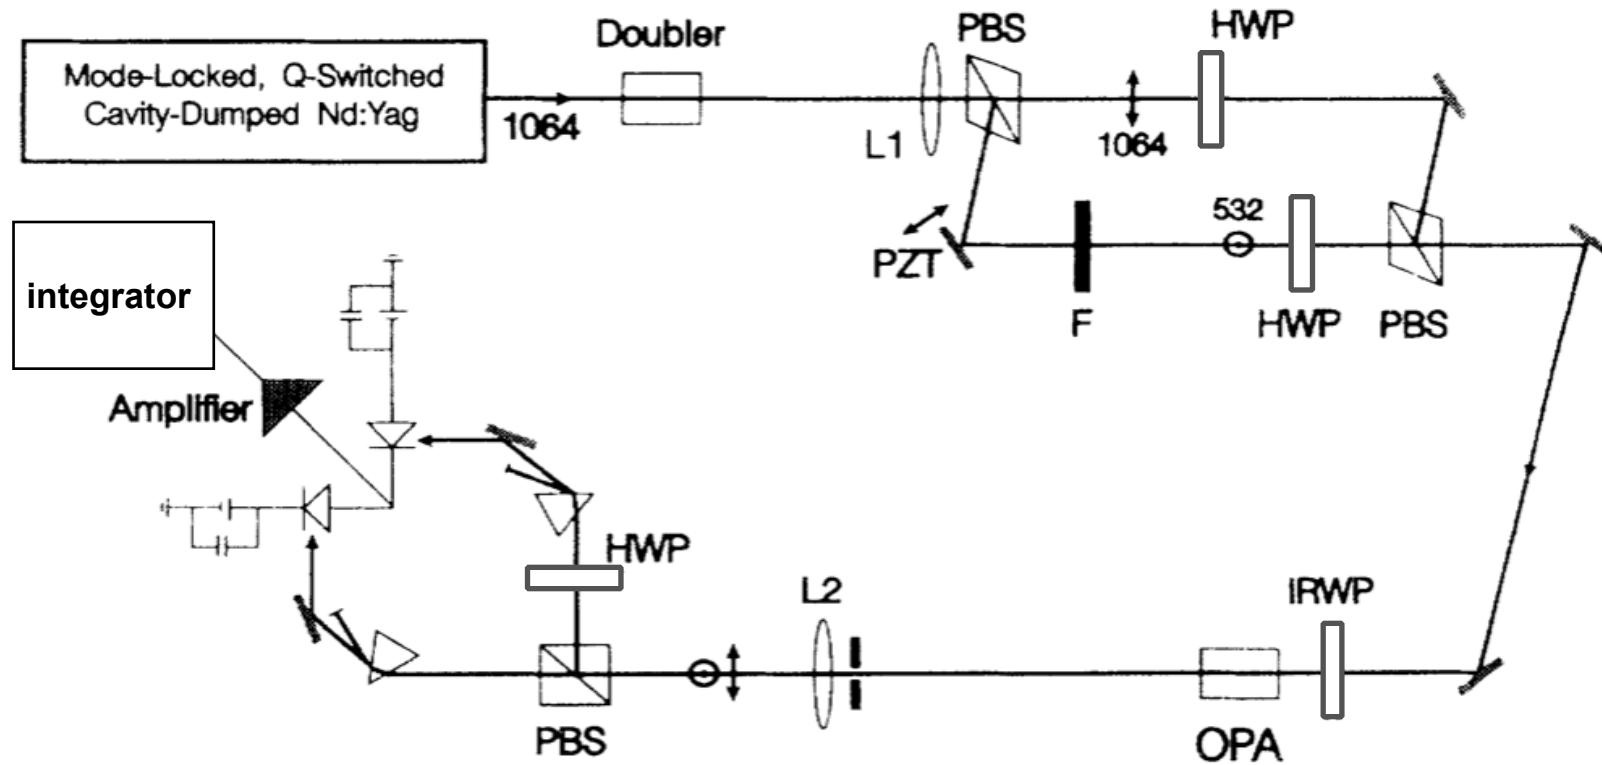 Mode-Locked, Q-Switched
Cavity-Dumped Nd:Yag
1064
Doubler
L1
PBS
1064
HWP
PZT
F
532
HWP
PBS
integrator
Amplifier
HWP
L2
IRWP
PBS
OPA